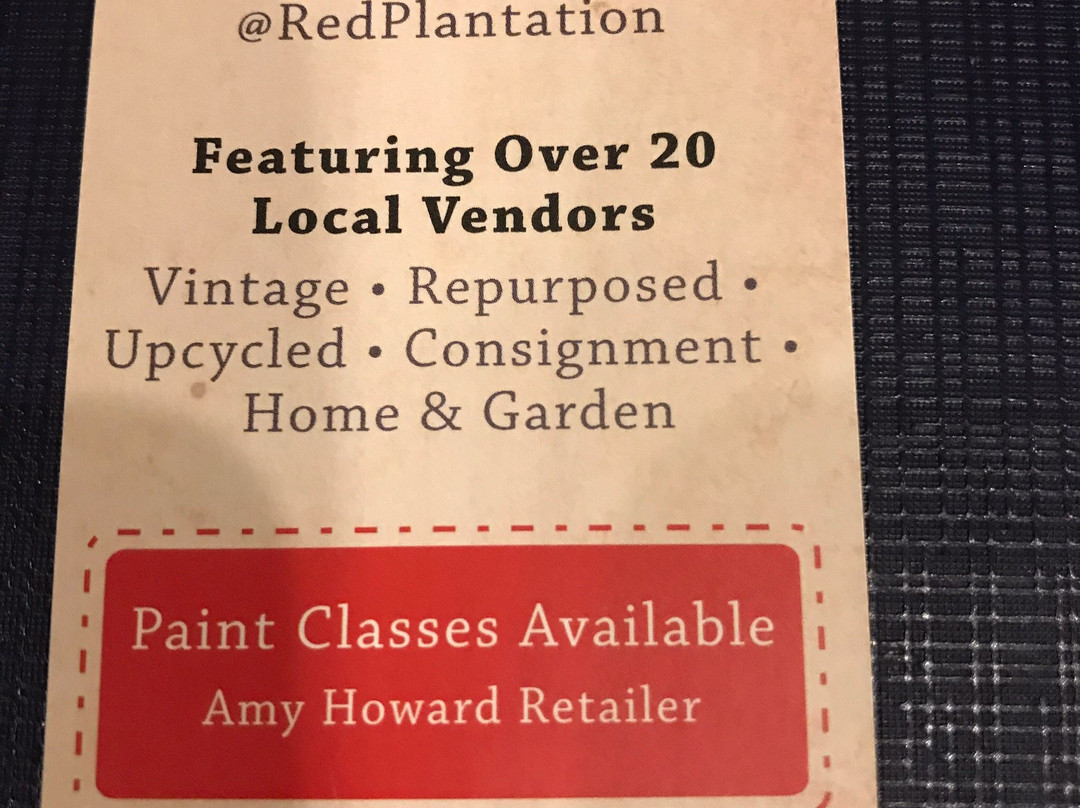 @RedPlantation
Featuring Over 20
Local Vendors
Vintage • Repurposed •
Upcycled • Consignment •
Home & Garden
Paint Classes Available
Amy Howard Retailer